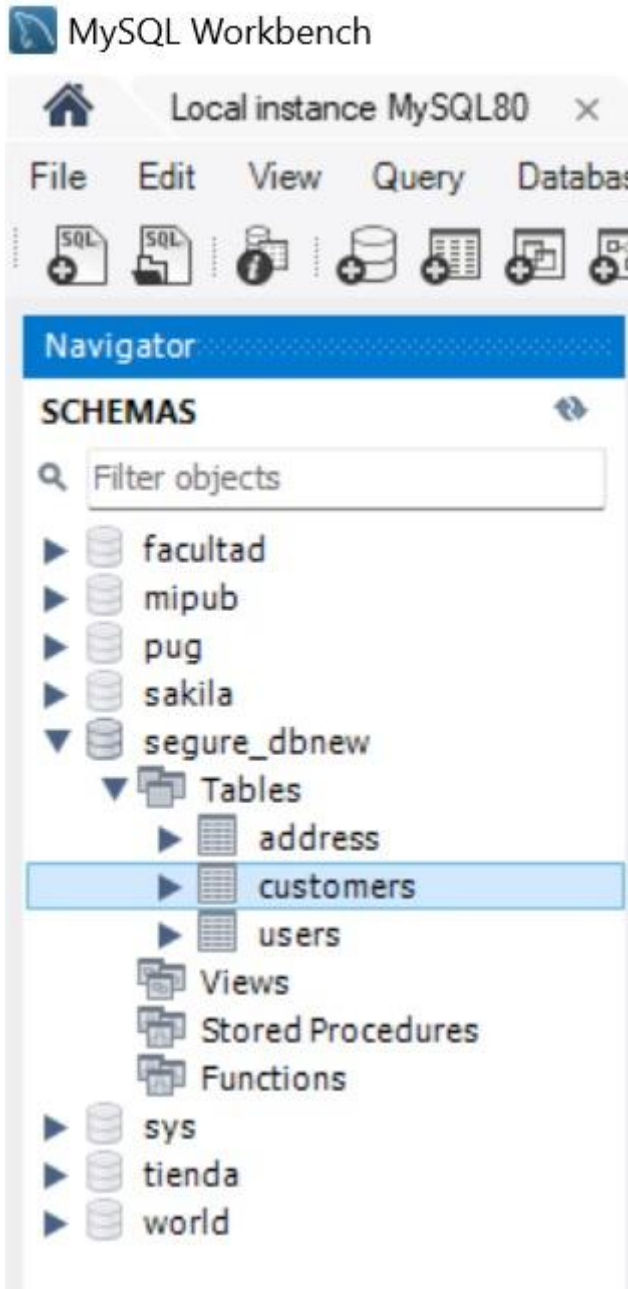 MySQL Workbench
Local instance MySQL80 ×
File Edit View Query Databas
SQL SQL
Navigator
SCHEMAS
Filter objects
facultad
mipub
pug
sakila
segure_dbnew
Tables
address
customers
users
Views
Stored Procedures
Functions
sys
tienda
world